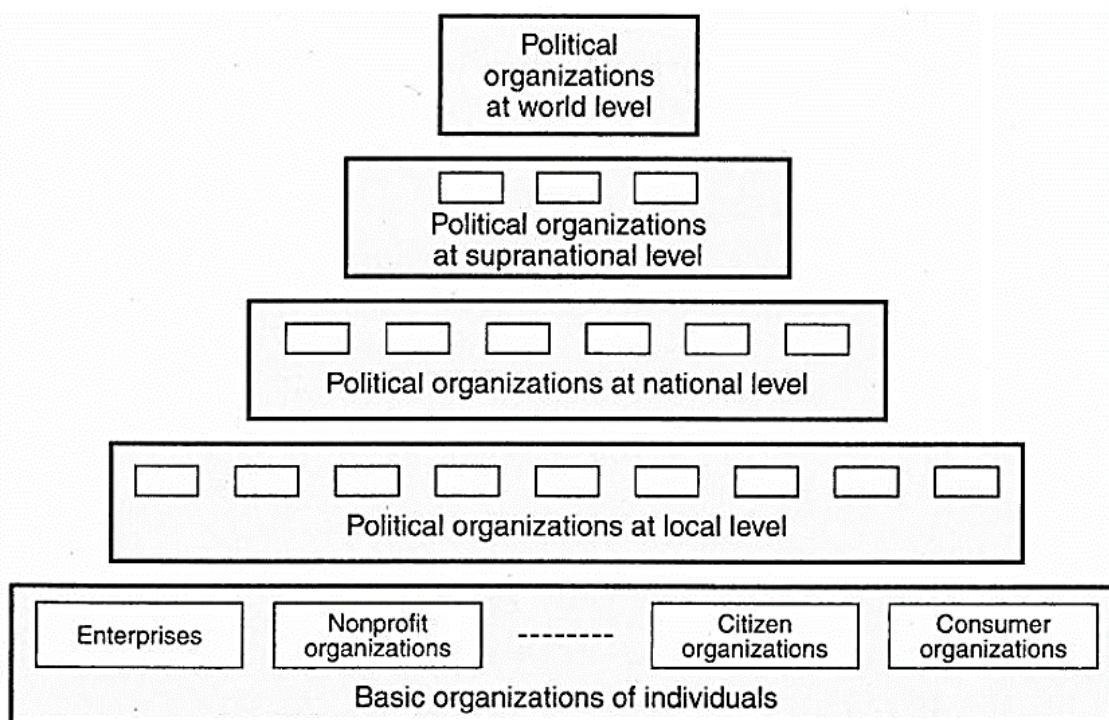 Political
organizations
at world level
Political organizations
at supranational level
Political organizations at national level
Political organizations at local level
Enterprises
Nonprofit
organizations
Citizen
organizations
Consumer
organizations
Basic organizations of individuals